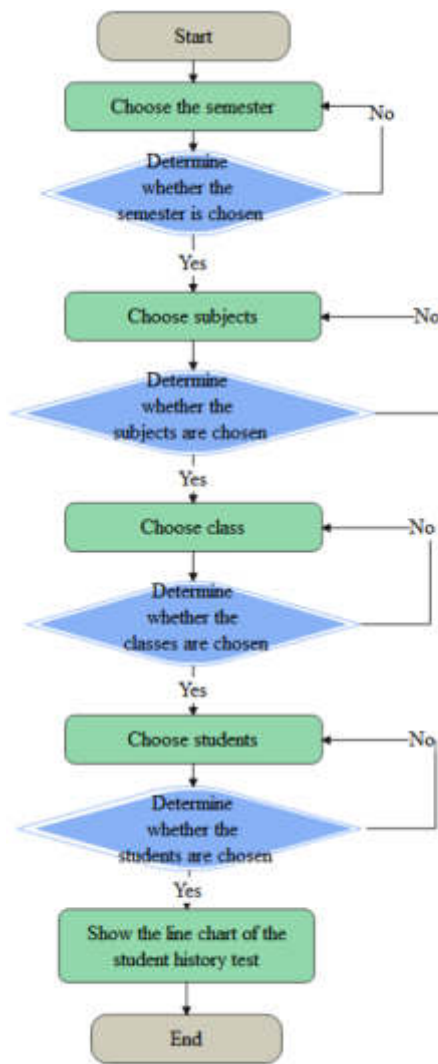 Start
Choose the semester
No
Determine
whether the
semester is chosen
Yes
Choose subjects
No
Determine
whether the
subjects are chosen
Yes
Choose class
No
Determine
whether the
classes are chosen
Yes
Choose students
No
Determine
whether the
students are chosen
Yes
Show the line chart of the
student history test
End